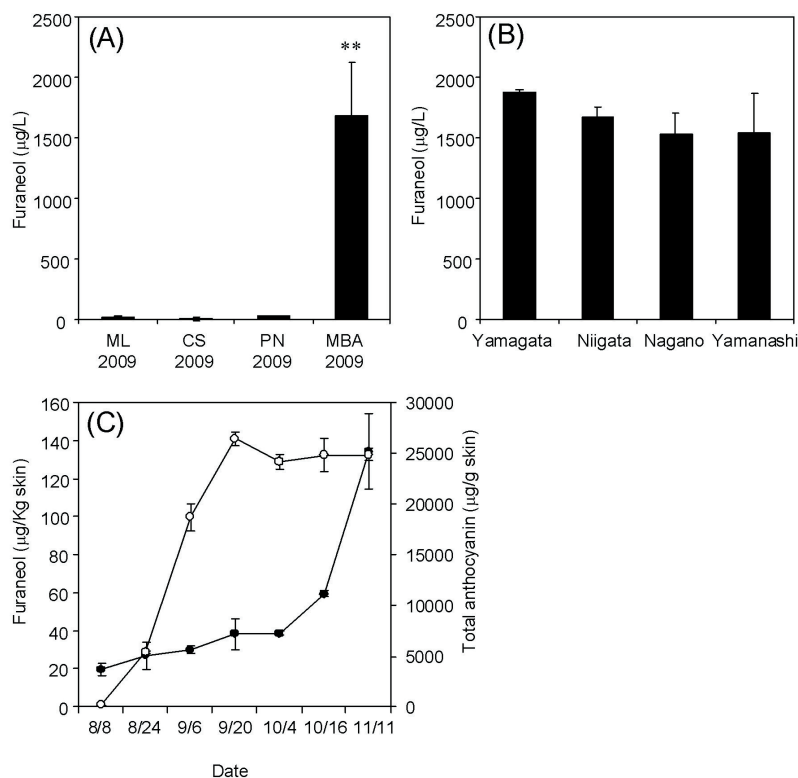 (A)
**
Furaneol (μg/L)
2500
2000
1500
1000
500
0
ML
2009
CS
2009
PN
2009
MBA
2009
(B)
Furaneol (μg/L)
2500
2000
1500
1000
500
0
Yamagata
Niigata
Nagano
Yamanashi
(C)
Furaneol (μg/Kg skin)
160
140
120
100
80
60
40
20
0
Total anthocyanin (μg/g skin)
30000
25000
20000
15000
10000
5000
0
8/8
8/24
9/6
9/20
10/4
10/16
11/11
Date